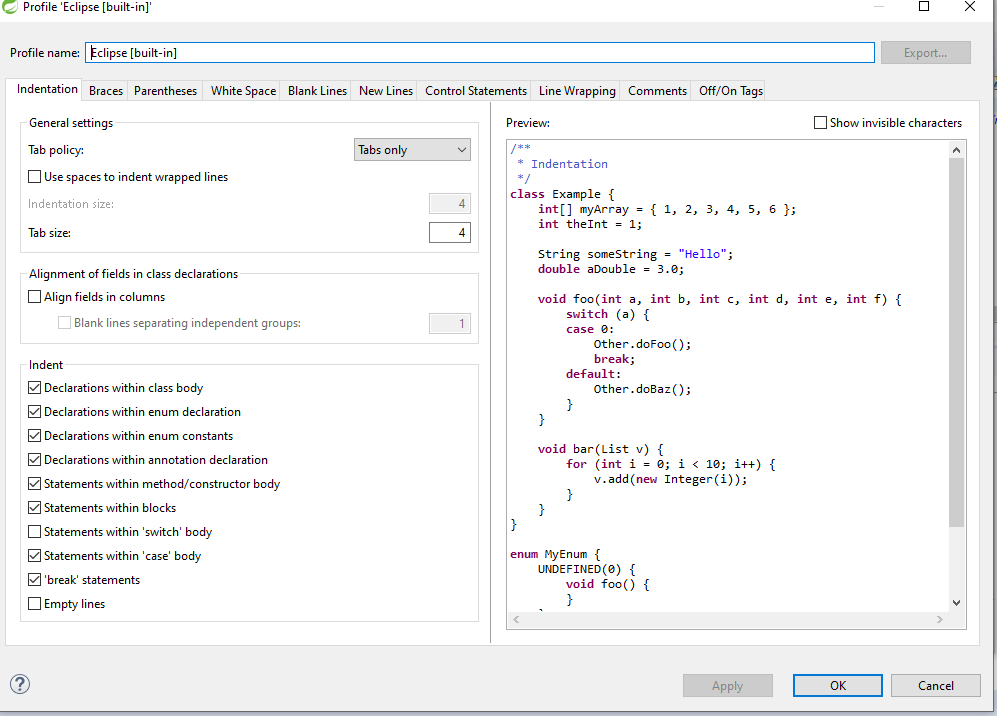 Profile 'Eclipse [built-in]'
Profile name: Eclipse [built-in] Export...
Indentation Braces Parentheses White Space Blank Lines New Lines Control Statements Line Wrapping Comments Off/On Tags
General settings
Tab policy: Tabs only
Use spaces to indent wrapped lines
Indentation size: 4
Tab size: 4
Alignment of fields in class declarations
Align fields in columns
Blank lines separating independent groups: 1
Indent
Declarations within class body
Declarations within enum declaration
Declarations within enum constants
Declarations within annotation declaration
Statements within method/constructor body
Statements within blocks
Statements within 'switch' body
Statements within 'case' body
'break' statements
Empty lines
Preview: Show invisible characters
/**
 * Indentation
 */
class Example {
    int[] myArray = { 1, 2, 3, 4, 5, 6 };
    int theInt = 1;

    String someString = "Hello";
    double aDouble = 3.0;

    void foo(int a, int b, int c, int d, int e, int f) {
        switch (a) {
        case 0:
            Other.doFoo();
            break;
        default:
            Other.doBaz();
        }
    }

    void bar(List v) {
        for (int i = 0; i < 10; i++) {
            v.add(new Integer(i));
        }
    }
}

enum MyEnum {
    UNDEFINED(0) {
        void foo() {
        }
? Apply OK Cancel